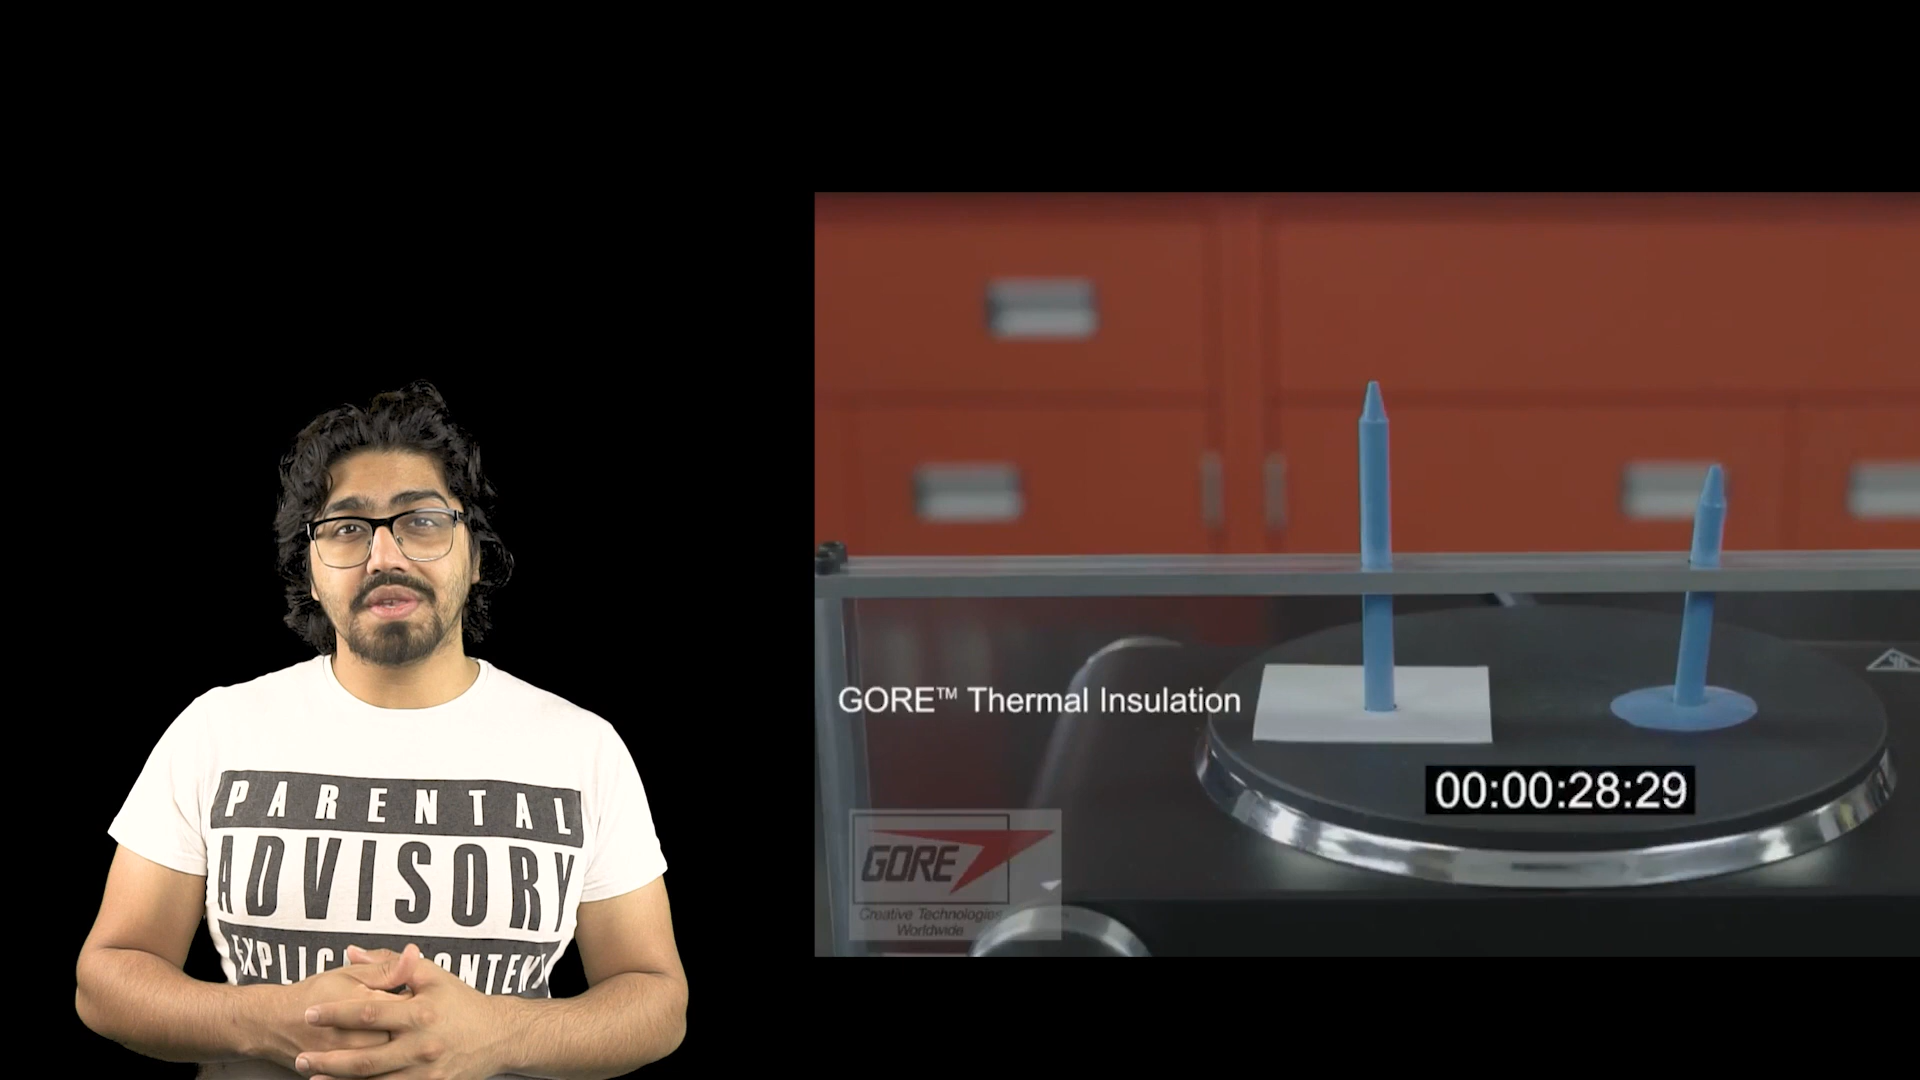 PARENTAL
ADVISORY
GORE™ Thermal Insulation
00:00:28:29
GORE
Creative Technologies
Worldwide